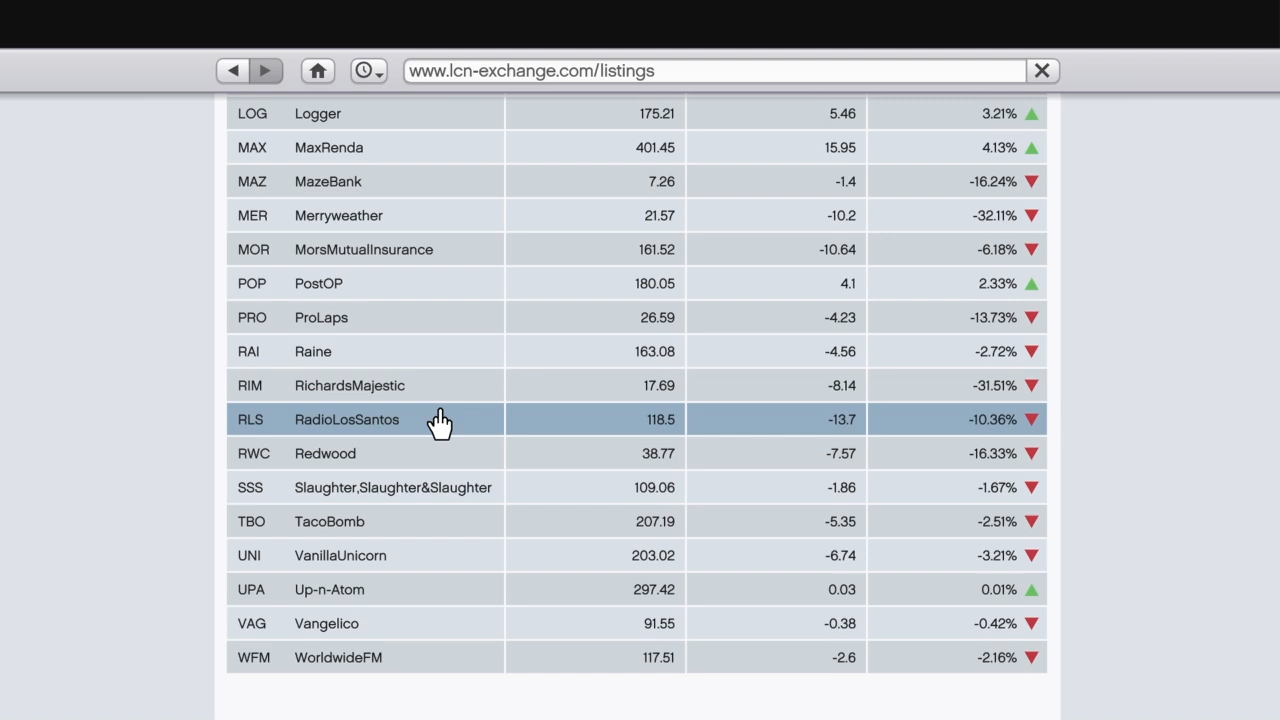 www.lcn-exchange.com/listings
LOG Logger 175.21 5.46 3.21%
MAX MaxRenda 401.45 15.95 4.13%
MAZ MazeBank 7.26 -1.4 -16.24%
MER Merryweather 21.57 -10.2 -32.11%
MOR MorsMutualInsurance 161.52 -10.64 -6.18%
POP PostOP 180.05 4.1 2.33%
PRO ProLaps 26.59 -4.23 -13.73%
RAI Raine 163.08 -4.56 -2.72%
RIM RichardsMajestic 17.69 -8.14 -31.51%
RLS RadioLosSantos 118.5 -13.7 -10.36%
RWC Redwood 38.77 -7.57 -16.33%
SSS Slaughter,Slaughter&Slaughter 109.06 -1.86 -1.67%
TBO TacoBomb 207.19 -5.35 -2.51%
UNI VanillaUnicorn 203.02 -6.74 -3.21%
UPA Up-n-Atom 297.42 0.03 0.01%
VAG Vangelico 91.55 -0.38 -0.42%
WFM WorldwideFM 117.51 -2.6 -2.16%